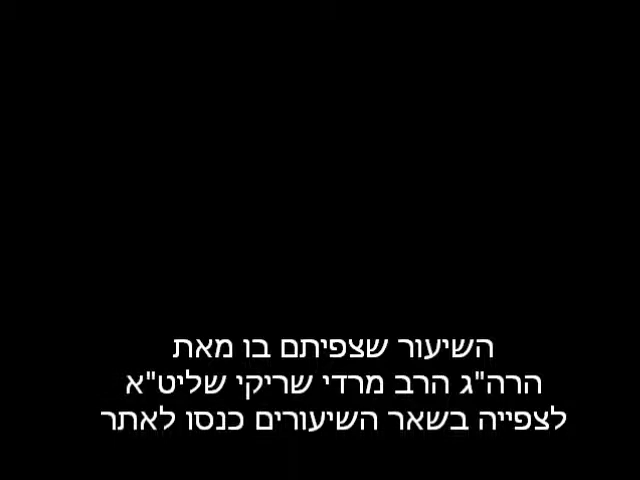 השיעור שצפיתם בו מאת
הרה"ג הרב מרדי שריקי שליט"א
לצפייה בשאר השיעורים כנסו לאתר